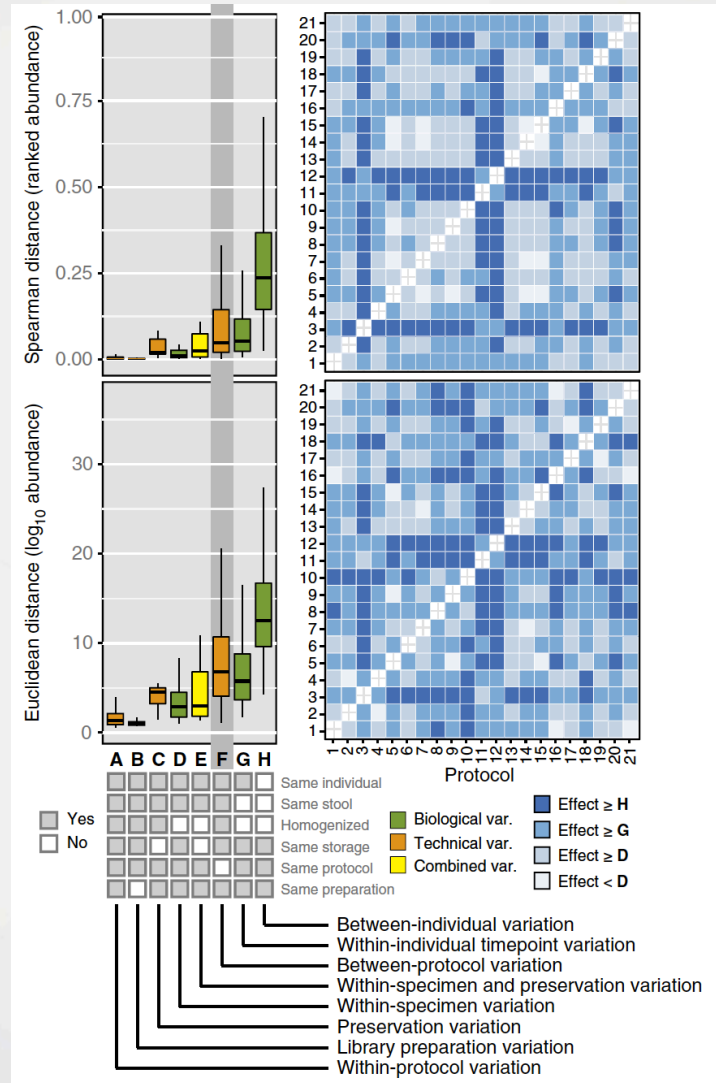 Spearman distance (ranked abundance)
1.00
0.75
0.50
0.25
0.00
21
20
19
18
17
16
15
14
13
12
11
10
9
8
7
6
5
4
3
2
1
Euclidean distance (log10 abundance)
30
20
10
0
21
20
19
18
17
16
15
14
13
12
11
10
9
8
7
6
5
4
3
2
1
A B C D E F G H
1 2 3 4 5 6 7 8 9 10 11 12 13 14 15 16 17 18 19 20 21
Protocol
Same individual
Same stool
Homogenized
Same storage
Same protocol
Same preparation
Yes
No
Biological var.
Technical var.
Combined var.
Effect ≥ H
Effect ≥ G
Effect ≥ D
Effect < D
Between-individual variation
Within-individual timepoint variation
Between-protocol variation
Within-specimen and preservation variation
Within-specimen variation
Preservation variation
Library preparation variation
Within-protocol variation